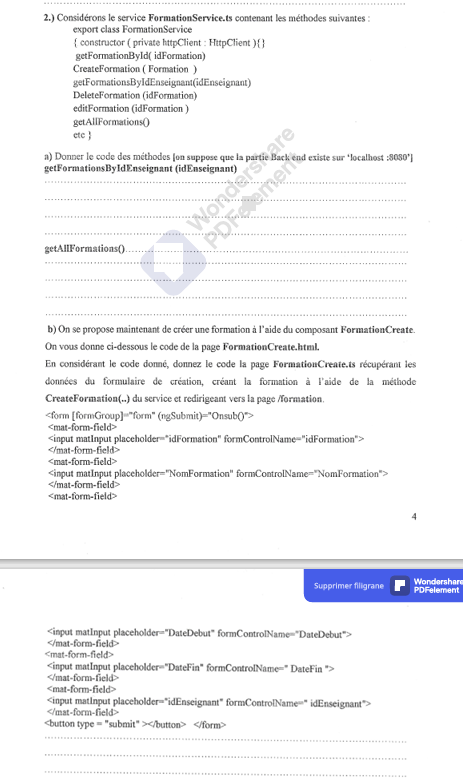 2.) Considérons le service FormationService.ts contenant les méthodes suivantes :
export class FormationService
{ constructor ( private httpClient : HttpClient ){}
getFormationById( idFormation)
CreateFormation ( Formation )
getFormationsByIdEnseignant(idEnseignant)
DeleteFormation (idFormation)
editFormation (idFormation )
getAllFormations()
etc }
a) Donner le code des méthodes [on suppose que la partie Back end existe sur 'localhost :8080']
getFormationsByIdEnseignant (idEnseignant)
getAllFormations()
Wondershare
PDFelement
b) On se propose maintenant de créer une formation à l'aide du composant FormationCreate.
On vous donne ci-dessous le code de la page FormationCreate.html.
En considérant le code donné, donnez le code la page FormationCreate.ts récupérant les
données du formulaire de création, créant la formation à l'aide de la méthode
CreateFormation(..) du service et redirigeant vers la page /formation.
<form [formGroup]="form" (ngSubmit)="Onsub()">
<mat-form-field>
<input matInput placeholder="idFormation" formControlName="idFormation">
</mat-form-field>
<mat-form-field>
<input matInput placeholder="NomFormation" formControlName="NomFormation">
</mat-form-field>
<mat-form-field>
4
Supprimer filigrane
Wondershare
PDFelement
<input matInput placeholder="DateDebut" formControlName="DateDebut">
</mat-form-field>
<mat-form-field>
<input matInput placeholder="DateFin" formControlName=" DateFin ">
</mat-form-field>
<mat-form-field>
<input matInput placeholder="idEnseignant" formControlName=" idEnseignant">
</mat-form-field>
<button type = "submit" ></button> </form>